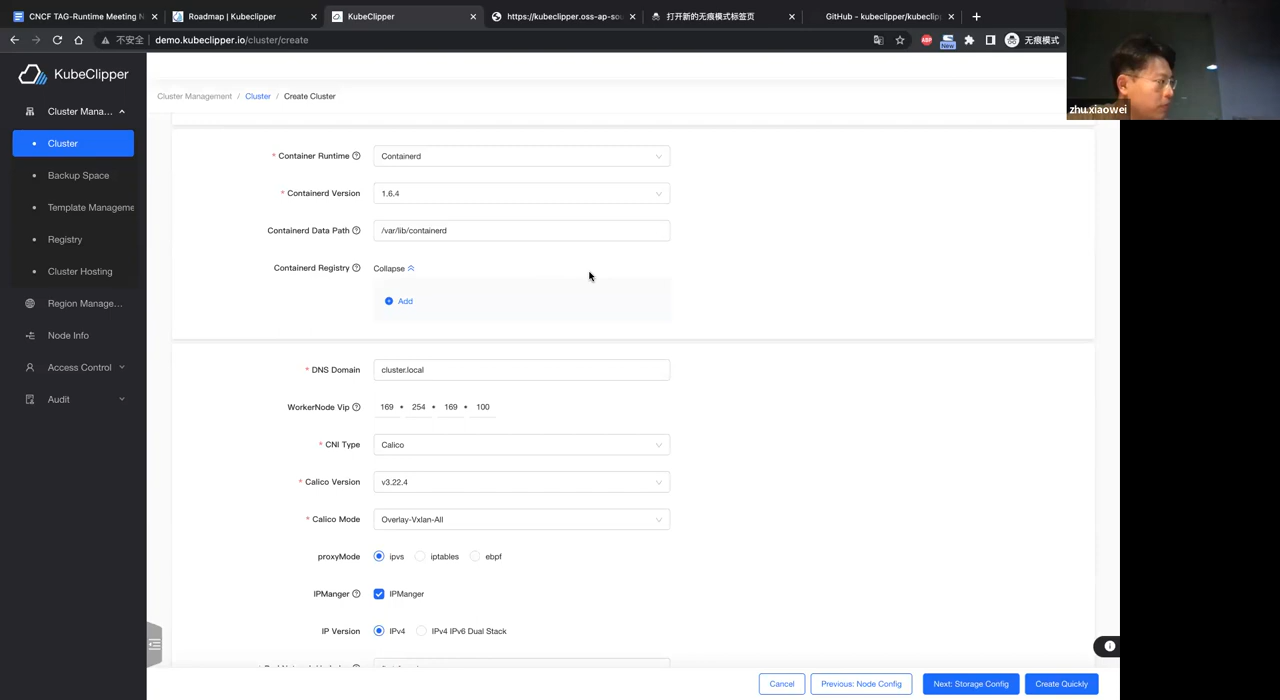 CNCF TAG-Runtime Meeting N
Roadmap | Kubeclipper
KubeClipper
https://kubeclipper.oss-ap-sou
打开新的无痕模式标签页
GitHub - kubeclipper/kubeclip
不安全
demo.kubeclipper.io/cluster/create
ABP
New
无痕模式
zhu.xiaowei
KubeClipper
Cluster Mana...
Cluster
Backup Space
Template Manageme
Registry
Cluster Hosting
Region Manage...
Node Info
Access Control
Audit
Cluster Management / Cluster / Create Cluster
* Container Runtime Containerd
* Containerd Version 1.6.4
Containerd Data Path /var/lib/containerd
Containerd Registry Collapse
Add
* DNS Domain cluster.local
WorkerNode Vip 169 • 254 • 169 • 100
* CNI Type Calico
* Calico Version v3.22.4
* Calico Mode Overlay-Vxlan-All
proxyMode ipvs iptables ebpf
IPManger IPManger
IP Version IPv4 IPv4 IPv6 Dual Stack
Cancel
Previous: Node Config
Next: Storage Config
Create Quickly